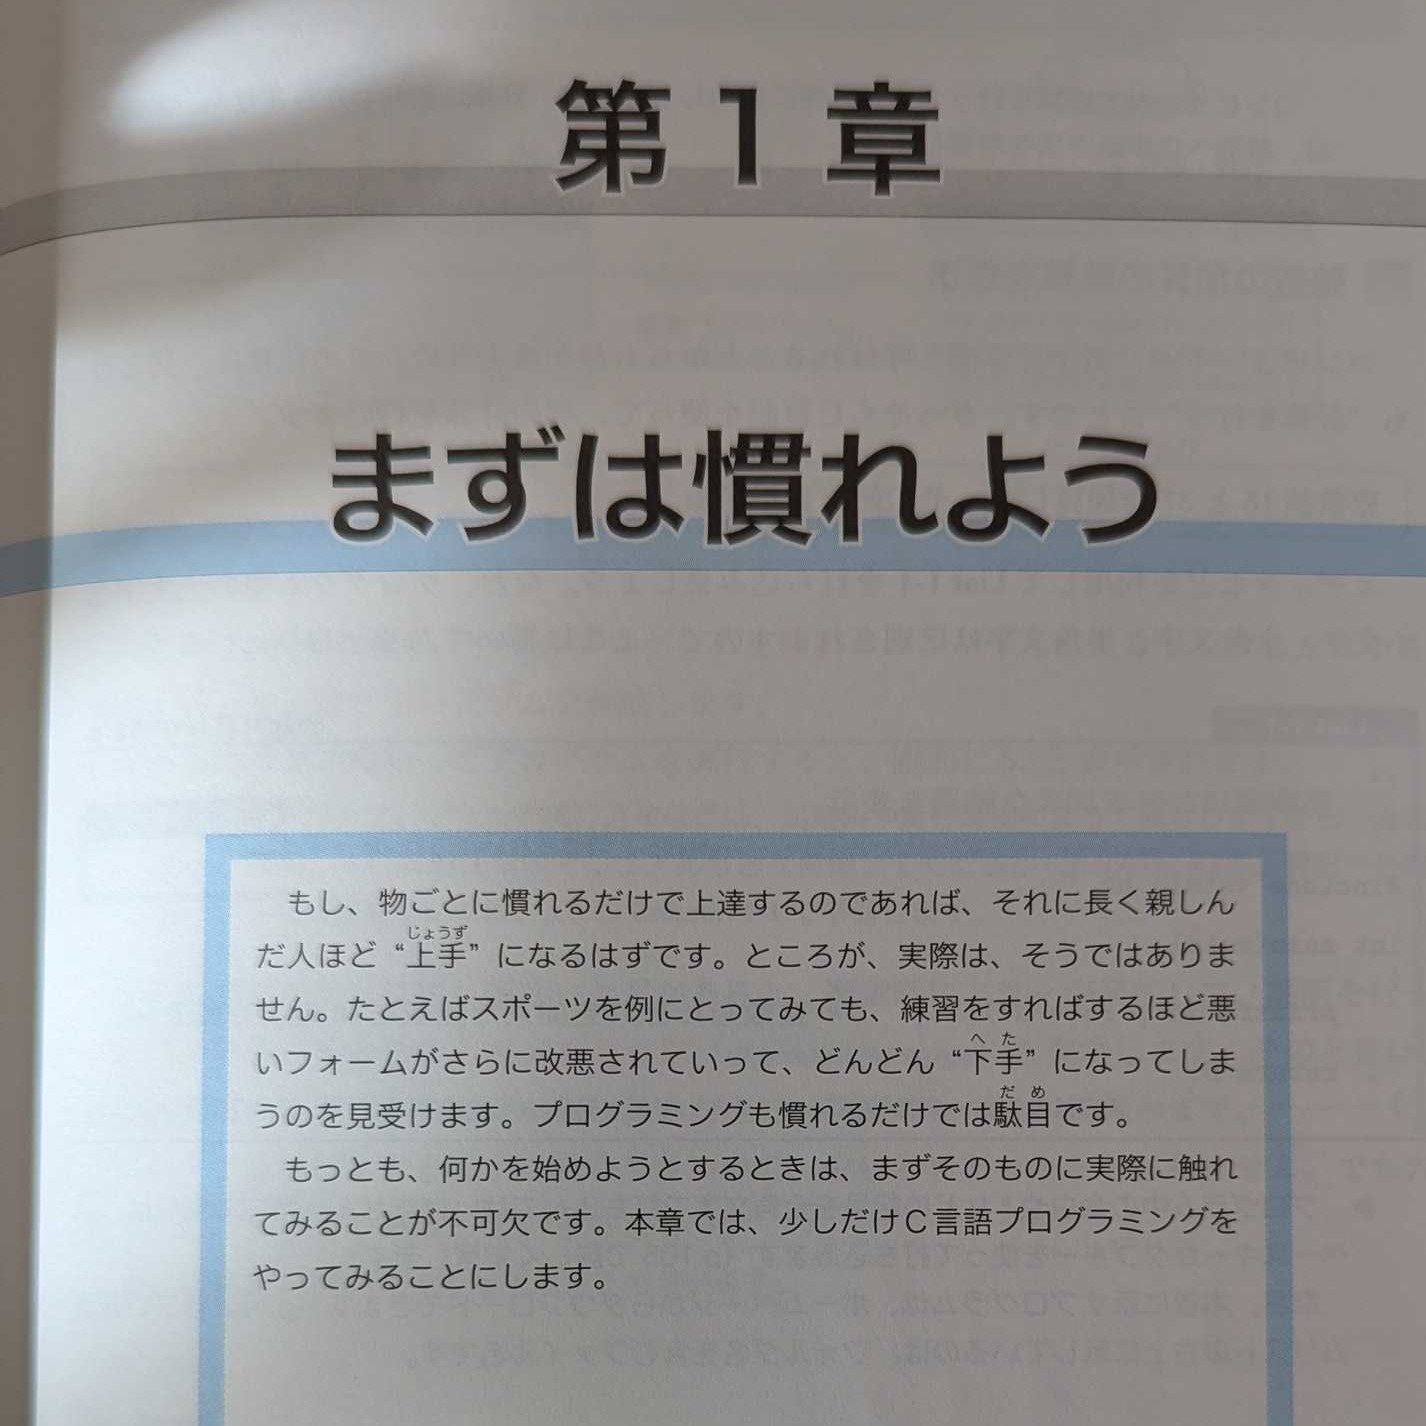 第1章
まずは慣れよう
もし、物ごとに慣れるだけで上達するのであれば、それに長く親しん
じょうず
だ人ほど“上手”になるはずです。ところが、実際は、そうではありま
せん。たとえばスポーツを例にとってみても、練習をすればするほど悪
へた
いフォームがさらに改悪されていって、どんどん“下手”になってしま
だめ
うのを見受けます。プログラミングも慣れるだけでは駄目です。
もっとも、何かを始めようとするときは、まずそのものに実際に触れ
てみることが不可欠です。本章では、少しだけC言語プログラミングを
やってみることにします。